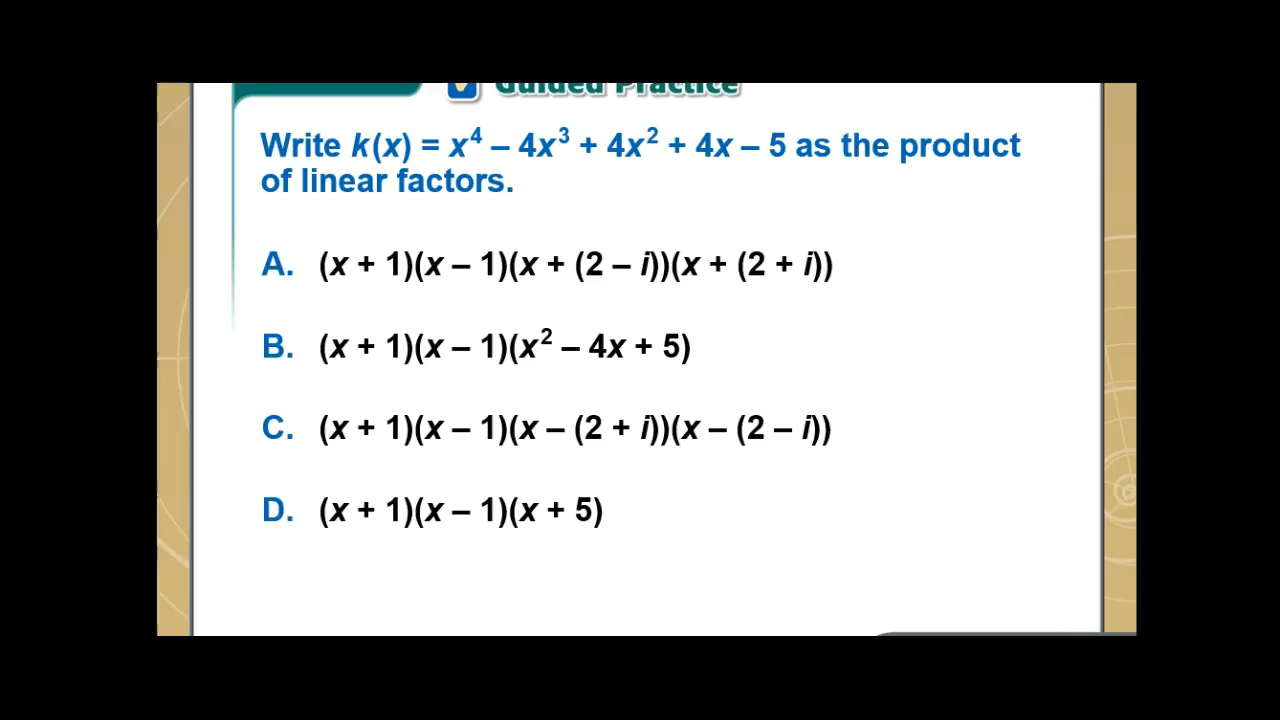 Guided Practice
Write k(x) = x⁴ – 4x³ + 4x² + 4x – 5 as the product
of linear factors.
A. (x + 1)(x – 1)(x + (2 – i))(x + (2 + i))
B. (x + 1)(x – 1)(x² – 4x + 5)
C. (x + 1)(x – 1)(x – (2 + i))(x – (2 – i))
D. (x + 1)(x – 1)(x + 5)